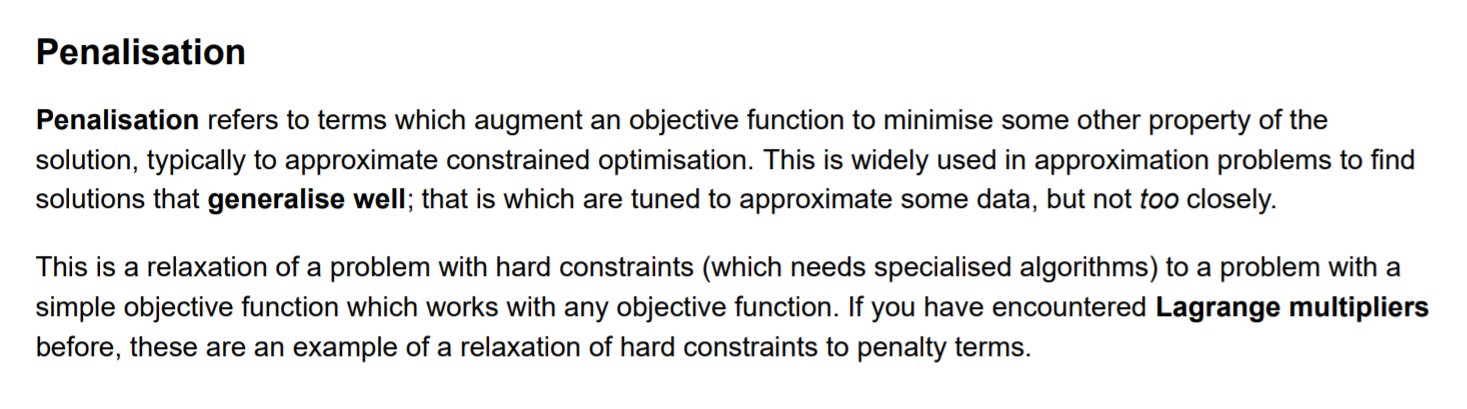 Penalisation
Penalisation refers to terms which augment an objective function to minimise some other property of the
solution, typically to approximate constrained optimisation. This is widely used in approximation problems to find
solutions that generalise well; that is which are tuned to approximate some data, but not too closely.
This is a relaxation of a problem with hard constraints (which needs specialised algorithms) to a problem with a
simple objective function which works with any objective function. If you have encountered Lagrange multipliers
before, these are an example of a relaxation of hard constraints to penalty terms.